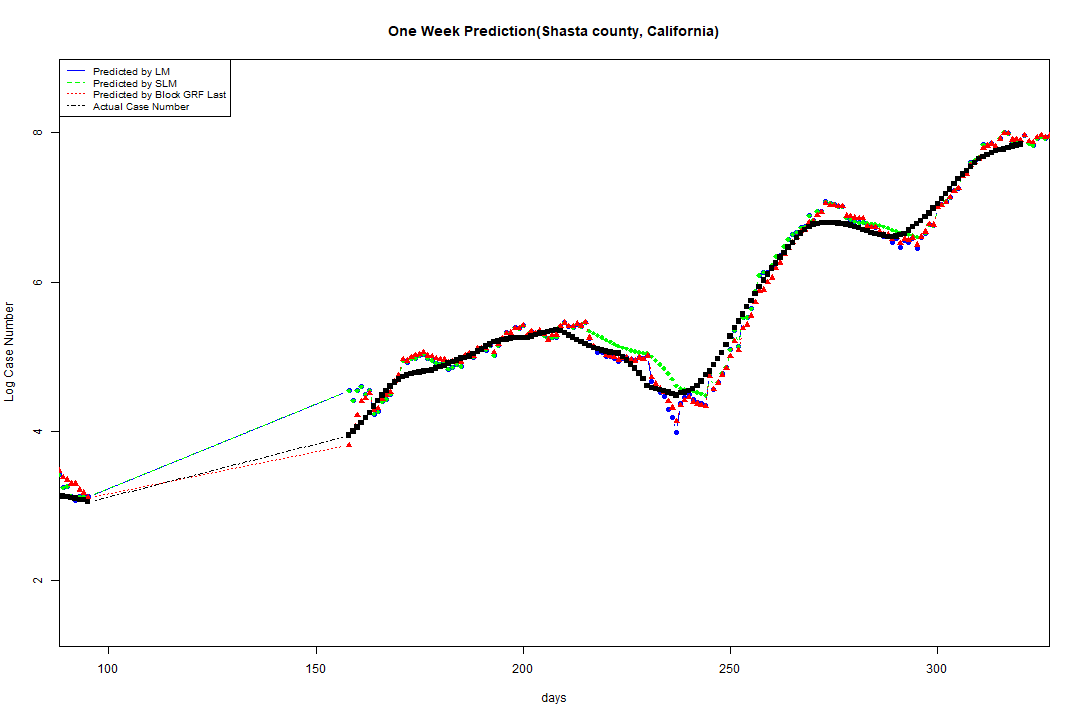 One Week Prediction(Shasta county, California)
Predicted by LM
Predicted by SLM
Predicted by Block GRF Last
Actual Case Number
Log Case Number
8
6
4
2
100 150 200 250 300
days